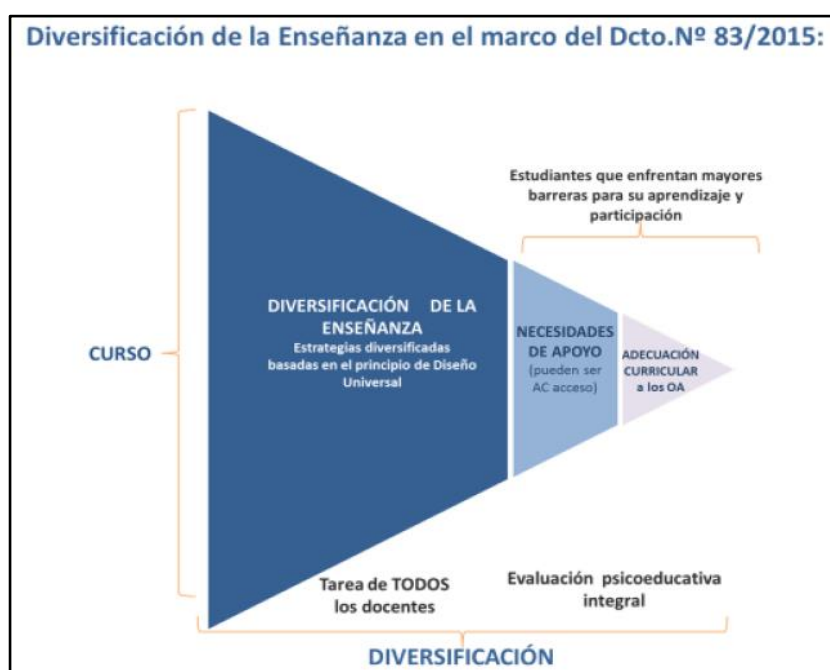 Diversificación de la Enseñanza en el marco del Dcto.Nº 83/2015:
Estudiantes que enfrentan mayores
barreras para su aprendizaje y
participación
CURSO
DIVERSIFICACIÓN DE LA
ENSEÑANZA
Estrategias diversificadas
basadas en el principio de Diseño
Universal
NECESIDADES
DE APOYO
(pueden ser
AC acceso)
ADECUACIÓN
CURRICULAR
a los OA
Tarea de TODOS
los docentes
Evaluación psicoeducativa
integral
DIVERSIFICACIÓN